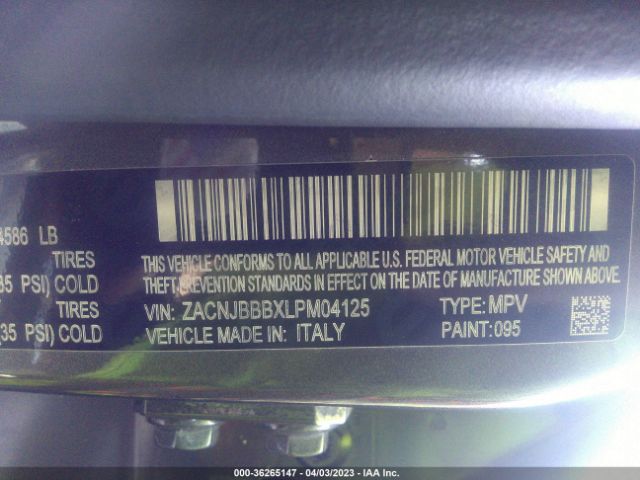 4586 LB
TIRES
35 PSI) COLD
TIRES
(35 PSI) COLD
THIS VEHICLE CONFORMS TO ALL APPLICABLE U.S. FEDERAL MOTOR VEHICLE SAFETY AND
THEFT-PREVENTION STANDARDS IN EFFECT ON THE DATE OF MANUFACTURE SHOWN ABOVE.
VIN: ZACNJBBBXLPM04125 TYPE: MPV
VEHICLE MADE IN: ITALY PAINT: 095
000-36265147 - 04/03/2023 - IAA Inc.